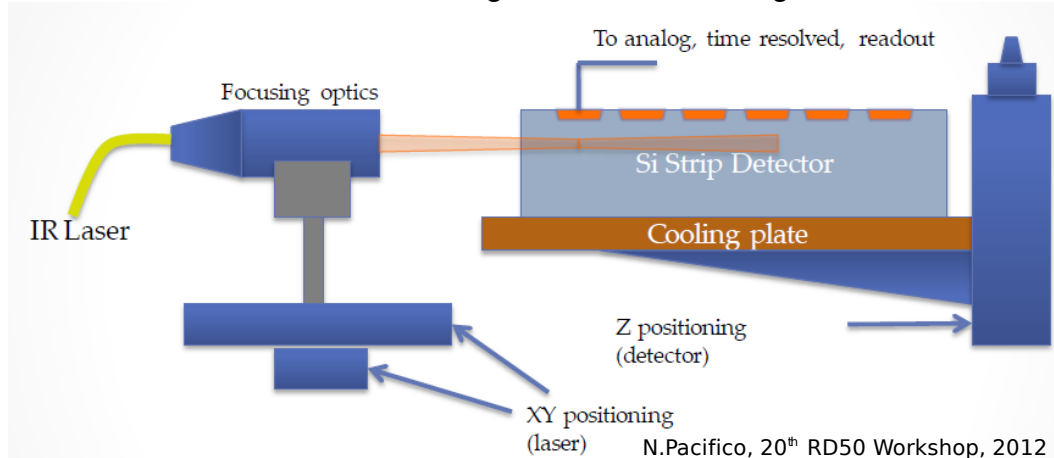 To analog, time resolved, readout
Focusing optics
Si Strip Detector
IR Laser
Cooling plate
Z positioning
(detector)
XY positioning
(laser)
N.Pacifico, 20th RD50 Workshop, 2012